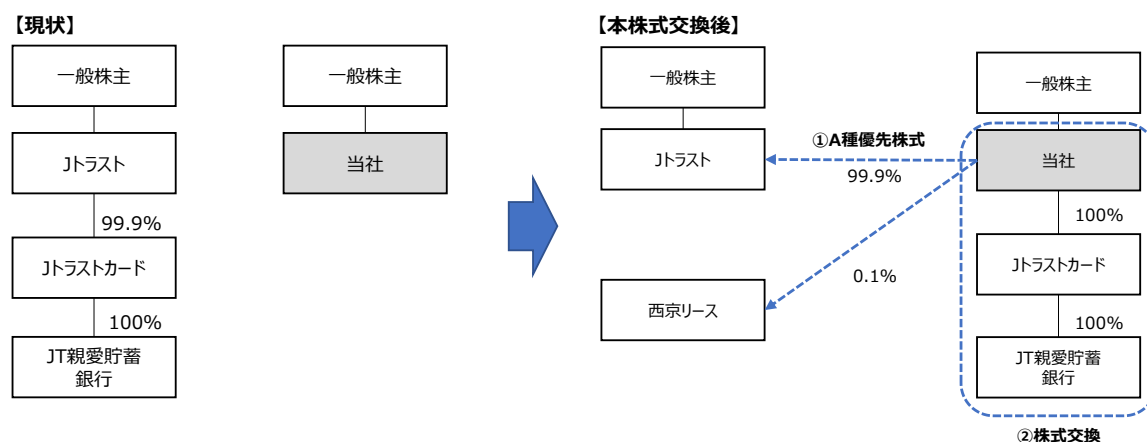 【現状】
一般株主
Jトラスト
99.9%
Jトラストカード
100%
JT親愛貯蓄
銀行
一般株主
当社
【本株式交換後】
一般株主
Jトラスト
①A種優先株式
99.9%
0.1%
西京リース
一般株主
当社
100%
Jトラストカード
100%
JT親愛貯蓄
銀行
②株式交換